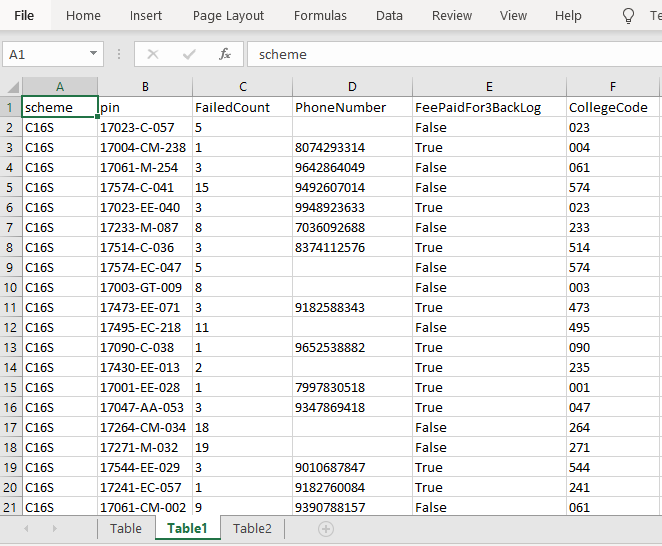 File Home Insert Page Layout Formulas Data Review View Help Te
A1 fx scheme
A B C D E F
1 scheme pin FailedCount PhoneNumber FeePaidFor3BackLog CollegeCode
2 C16S 17023-C-057 5 False 023
3 C16S 17004-CM-238 1 8074293314 True 004
4 C16S 17061-M-254 3 9642864049 False 061
5 C16S 17574-C-041 15 9492607014 False 574
6 C16S 17023-EE-040 3 9948923633 True 023
7 C16S 17233-M-087 8 7036092688 False 233
8 C16S 17514-C-036 3 8374112576 True 514
9 C16S 17574-EC-047 5 False 574
10 C16S 17003-GT-009 8 False 003
11 C16S 17473-EE-071 3 9182588343 True 473
12 C16S 17495-EC-218 11 False 495
13 C16S 17090-C-038 1 9652538882 True 090
14 C16S 17430-EE-013 2 True 235
15 C16S 17001-EE-028 1 7997830518 True 001
16 C16S 17047-AA-053 3 9347869418 True 047
17 C16S 17264-CM-034 18 False 264
18 C16S 17271-M-032 19 False 271
19 C16S 17544-EE-029 3 9010687847 True 544
20 C16S 17241-EC-057 1 9182760084 True 241
21 C16S 17061-CM-002 9 9390788157 False 061
Table Table1 Table2